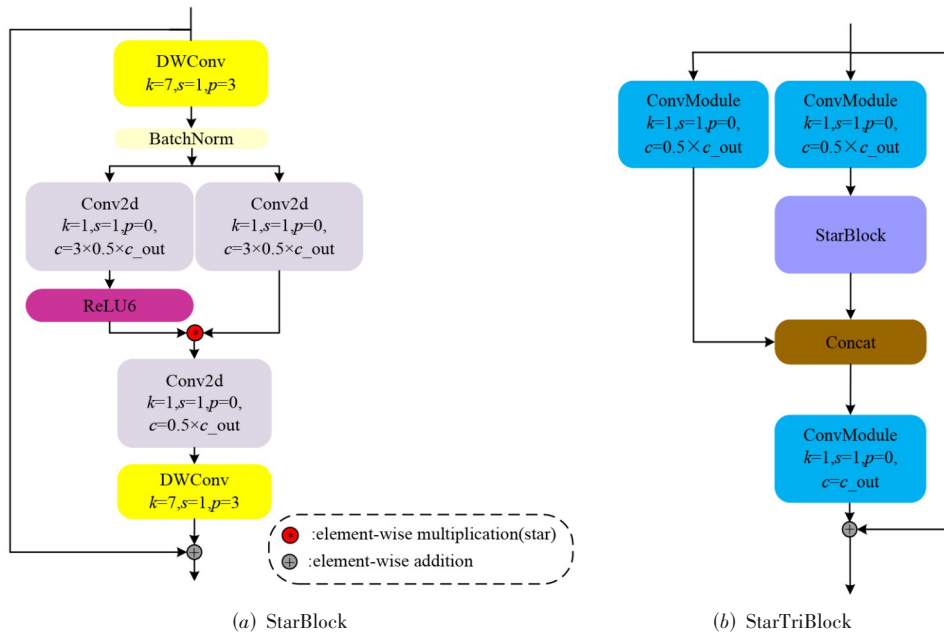 DWConv
k=7,s=1,p=3
BatchNorm
Conv2d
k=1,s=1,p=0,
c=3×0.5×c_out
Conv2d
k=1,s=1,p=0,
c=3×0.5×c_out
ReLU6
*
Conv2d
k=1,s=1,p=0,
c=0.5×c_out
DWConv
k=7,s=1,p=3
+
* :element-wise multiplication(star)
+ :element-wise addition
(a) StarBlock
ConvModule
k=1,s=1,p=0,
c=0.5×c_out
ConvModule
k=1,s=1,p=0,
c=0.5×c_out
StarBlock
Concat
ConvModule
k=1,s=1,p=0,
c=c_out
+
(b) StarTriBlock